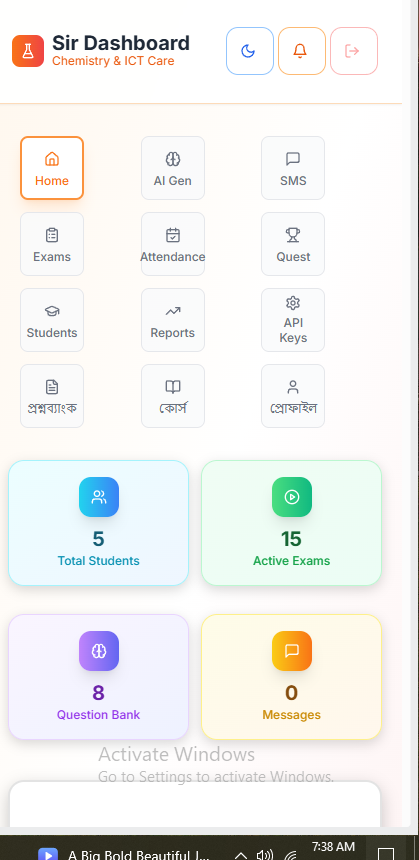 Sir Dashboard
Chemistry & ICT Care
Home
AI Gen
SMS
Exams
Attendance
Quest
Students
Reports
API
Keys
প্রশ্নব্যাংক
কোর্স
প্রোফাইল
5
Total Students
15
Active Exams
8
Question Bank
0
Messages
Activate Windows
Go to Settings to activate Windows.
A Big Bold Beautiful J...
7:38 AM